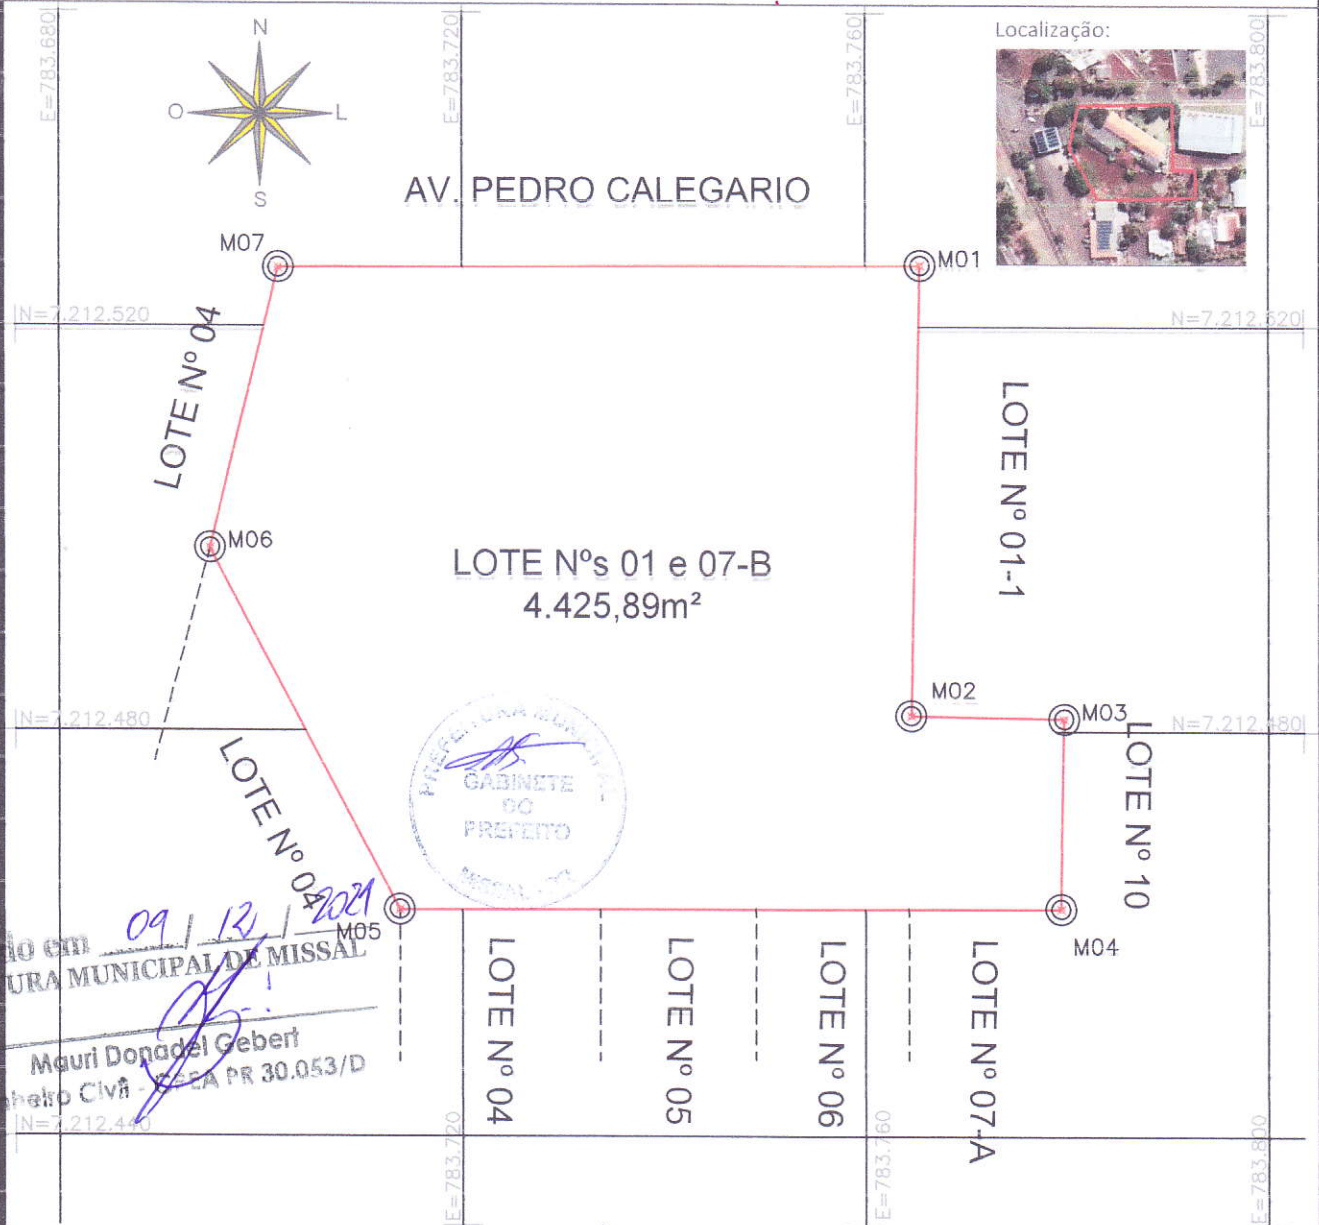 E=783.680
E=783.720
E=783.760
E=783.800
Localização:
N
O
L
S
AV. PEDRO CALEGARIO
M07
M01
N=7.212.520
N=7.212.520
LOTE Nº 04
LOTE Nº 01-1
M06
LOTE Nºs 01 e 07-B
4.425,89m²
M02
M03
N=7.212.480
N=7.212.480
LOTE Nº 04
LOTE Nº 10
PREFEITURA MUNICIPAL
GABINETE
DO
PREFEITO
MISSAL
M05
M04
09 / 12 / 2021
MUNICIPAL DE MISSAL
Mauri Donadel Gebert
Civil - CREA PR 30.053/D
LOTE Nº 04
LOTE Nº 05
LOTE Nº 06
LOTE Nº 07-A
N=7.212.440
E=783.720
E=783.760
E=783.800